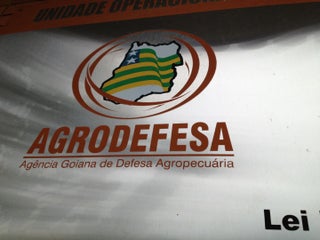 UNIDADE OPERACIONAL
AGRODEFESA
Agência Goiana de Defesa Agropecuária
Lei